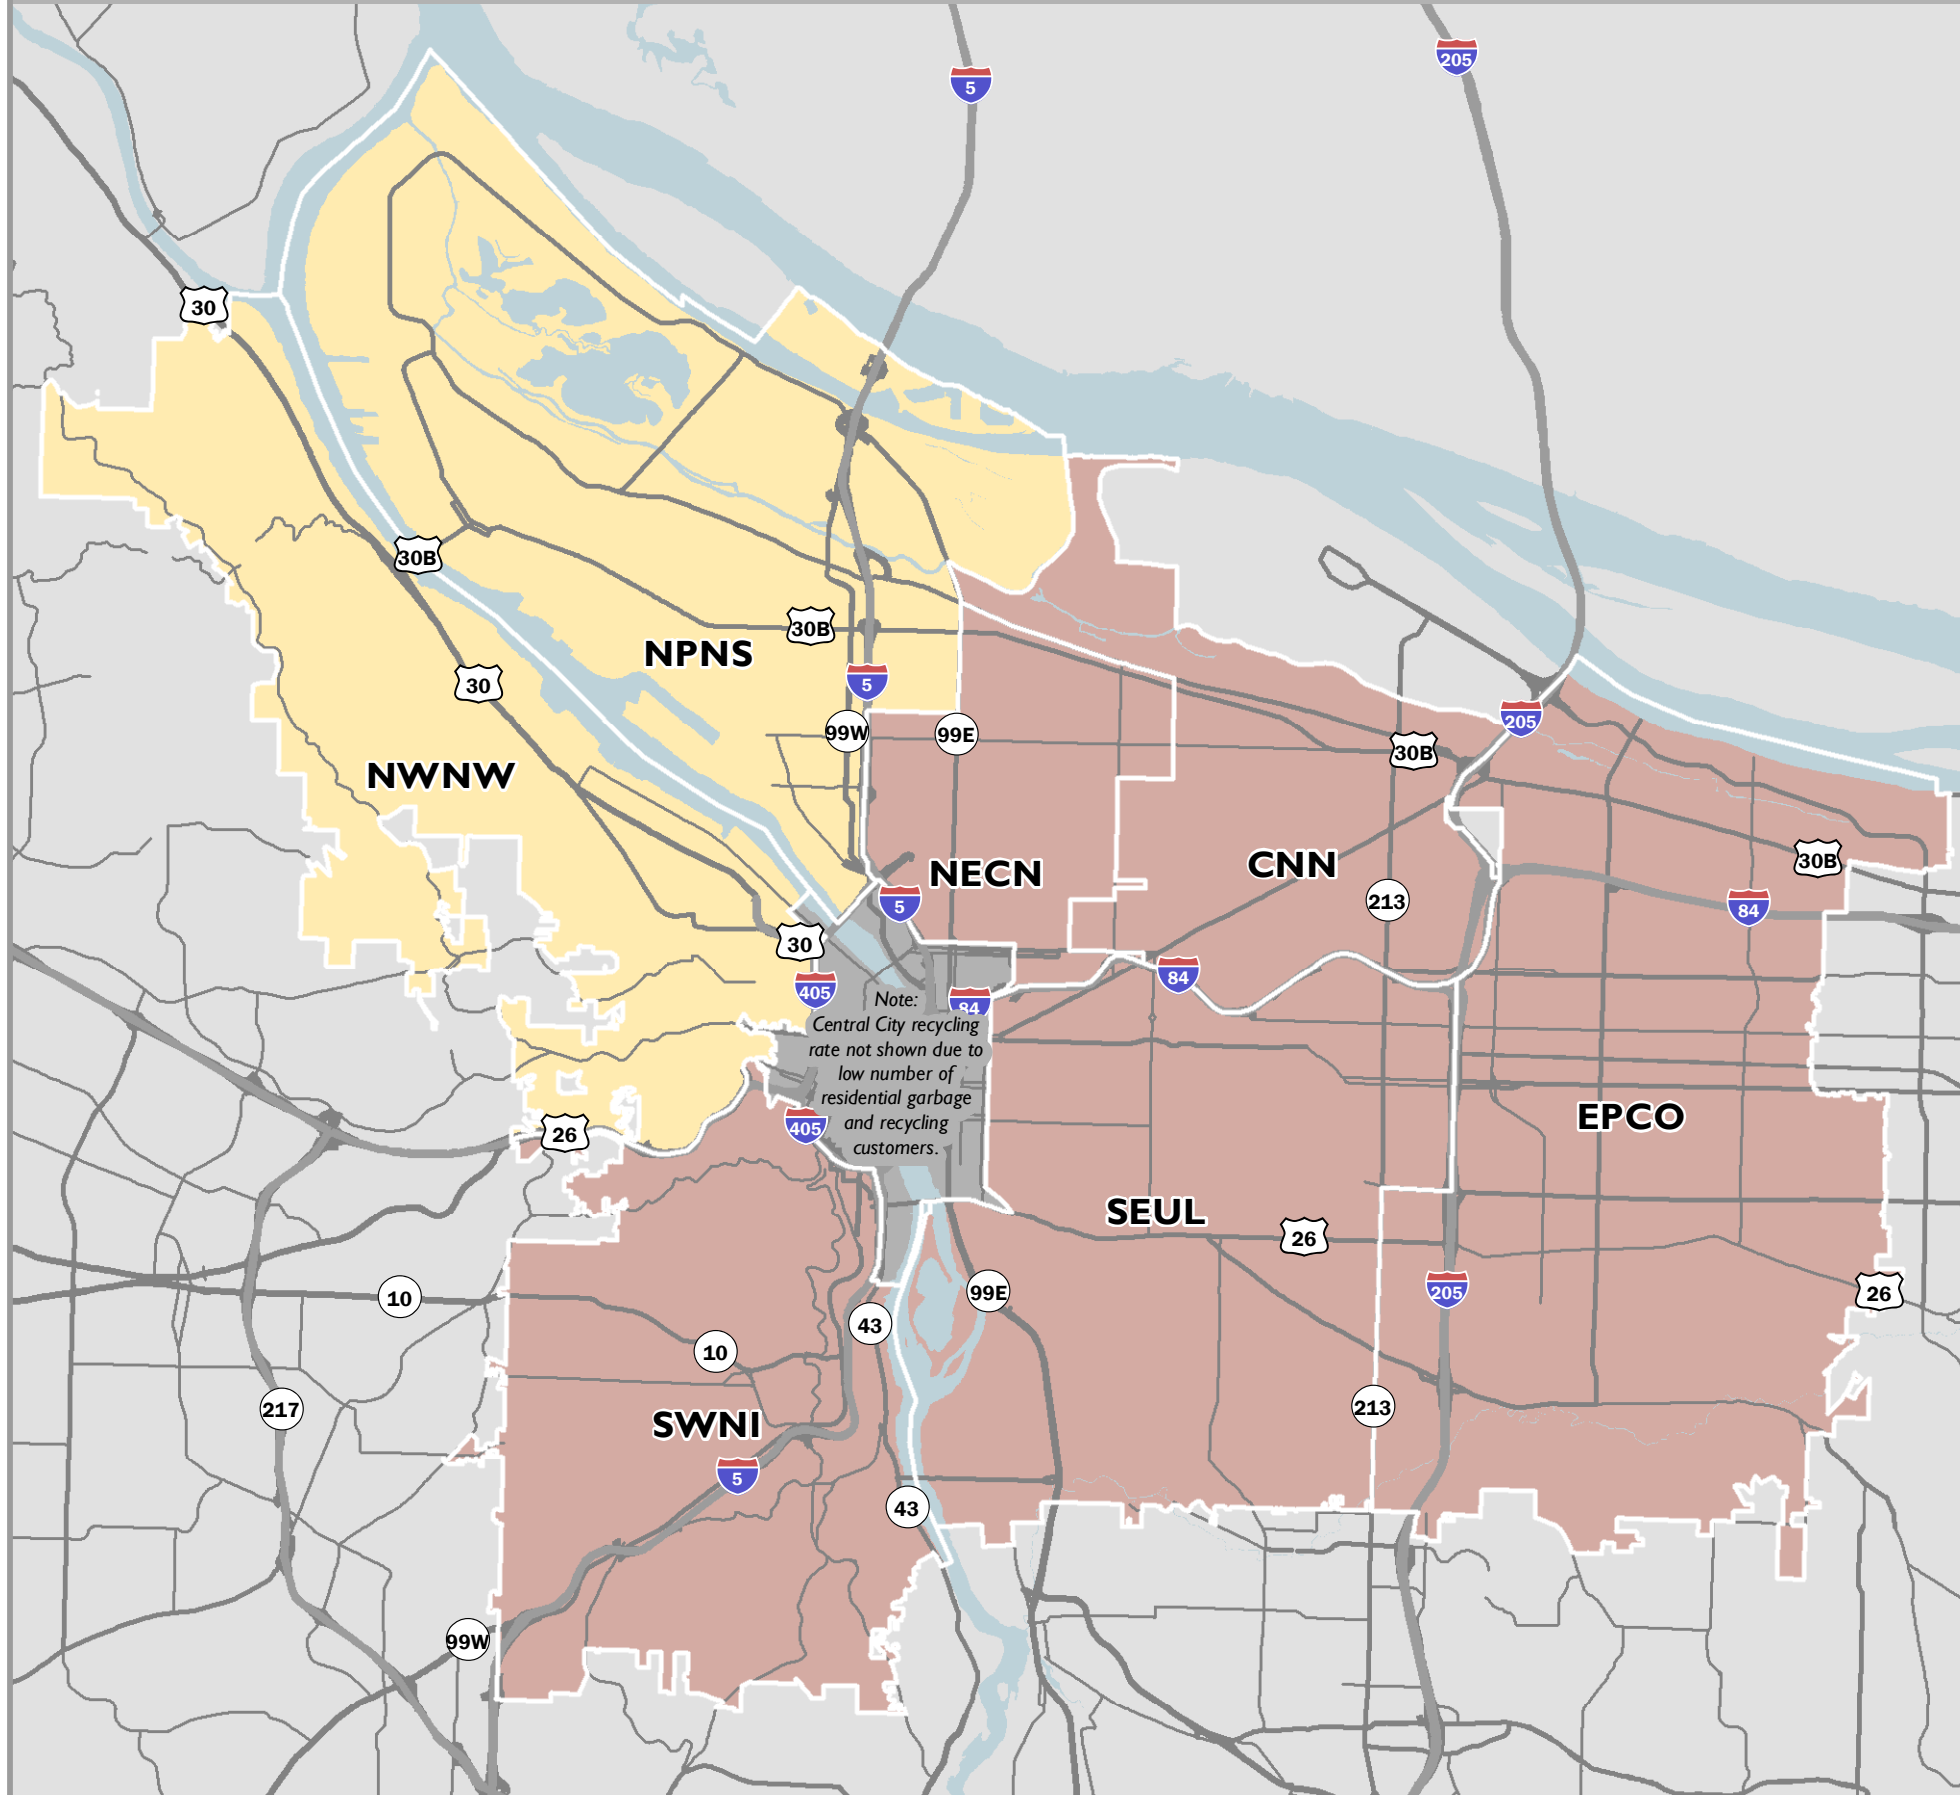 5
205
30
30B
30B
NPNS
30
5
205
99W
99E
30B
NWNW
30B
CNN
NECN
213
5
84
30
84
405
84
Note:
Central City recycling
rate not shown due to
low number of
residential garbage
and recycling
customers.
EPCO
405
26
SEUL
26
205
26
99E
10
43
10
213
217
SWNI
5
43
99W